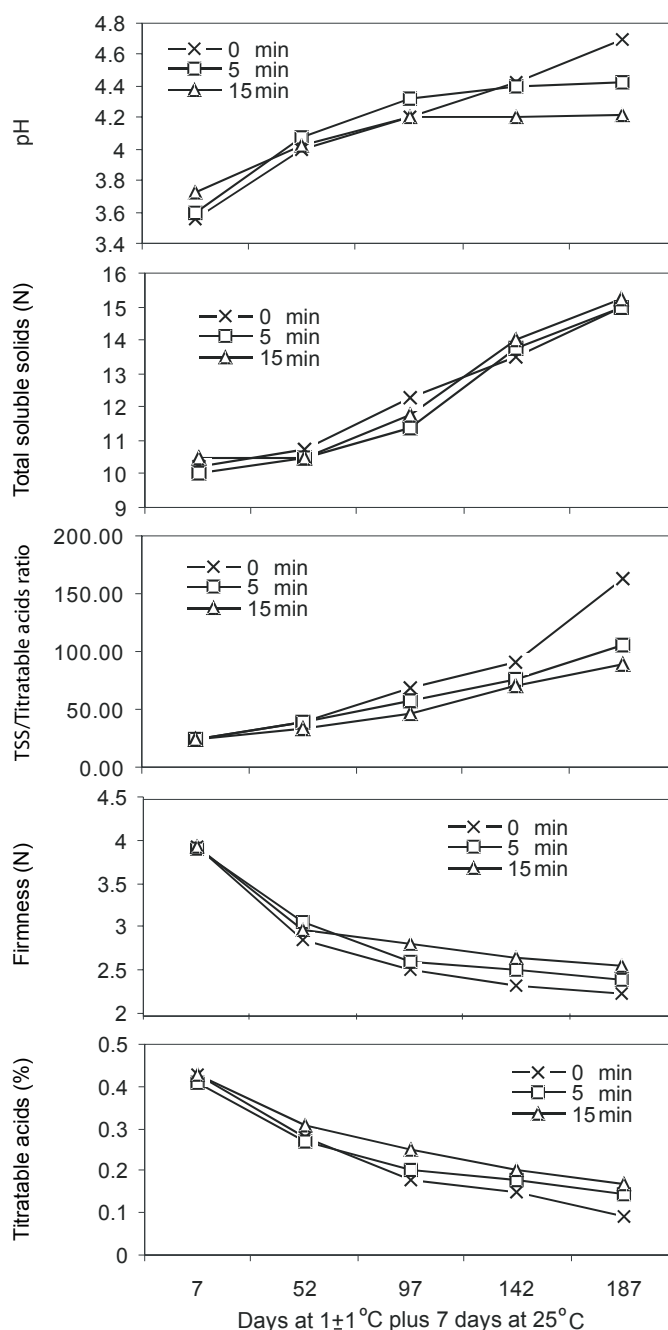 pH
4.8
4.6
4.4
4.2
4
3.8
3.6
3.4
0 min
5 min
15 min
Total soluble solids (N)
16
15
14
13
12
11
10
9
0 min
5 min
15 min
TSS/Titratable acids ratio
200.00
150.00
100.00
50.00
0.00
0 min
5 min
15 min
Firmness (N)
4.5
4
3.5
3
2.5
2
0 min
5 min
15 min
Titratable acids (%)
0.5
0.4
0.3
0.2
0.1
0
0 min
5 min
15 min
7 52 97 142 187
Days at 1±1°C plus 7 days at 25°C